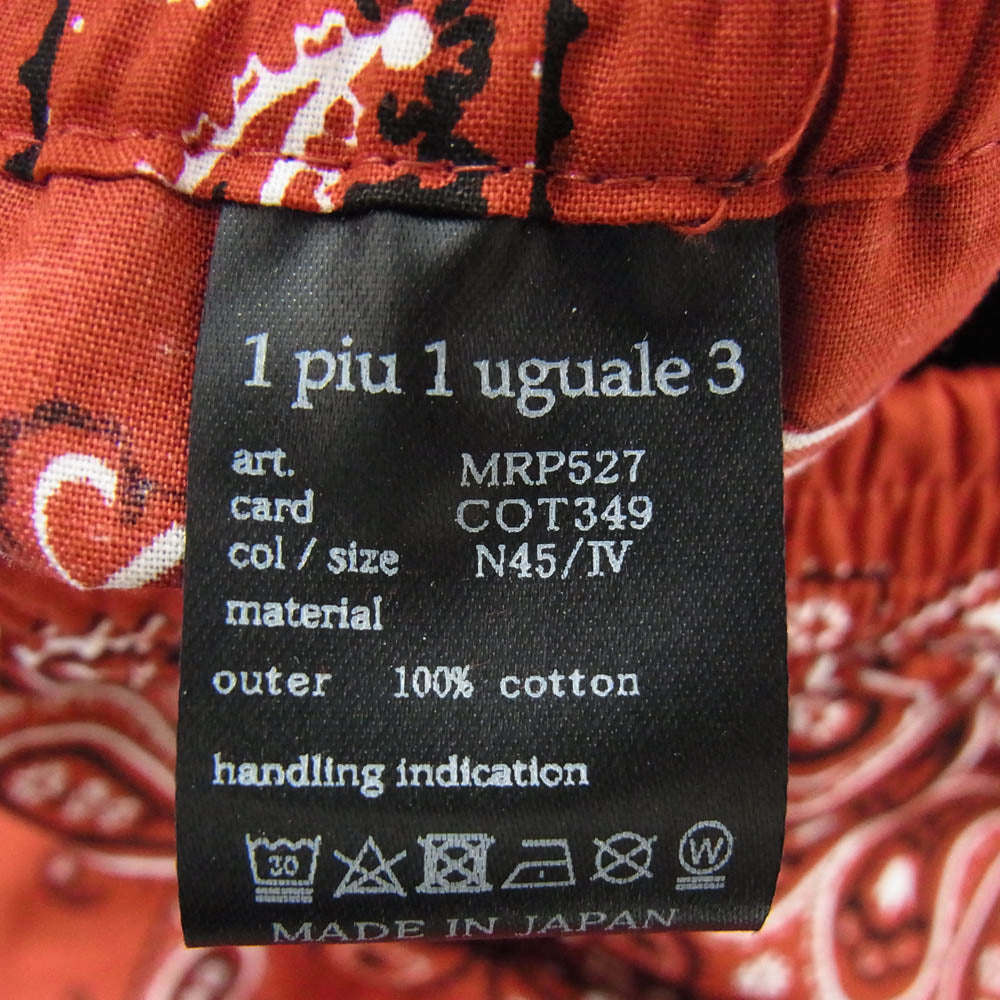 1 piu 1 uguale 3
art. MRP527
card COT349
col / size N45/IV
material
outer 100% cotton
handling indication
30 W
MADE IN JAPAN